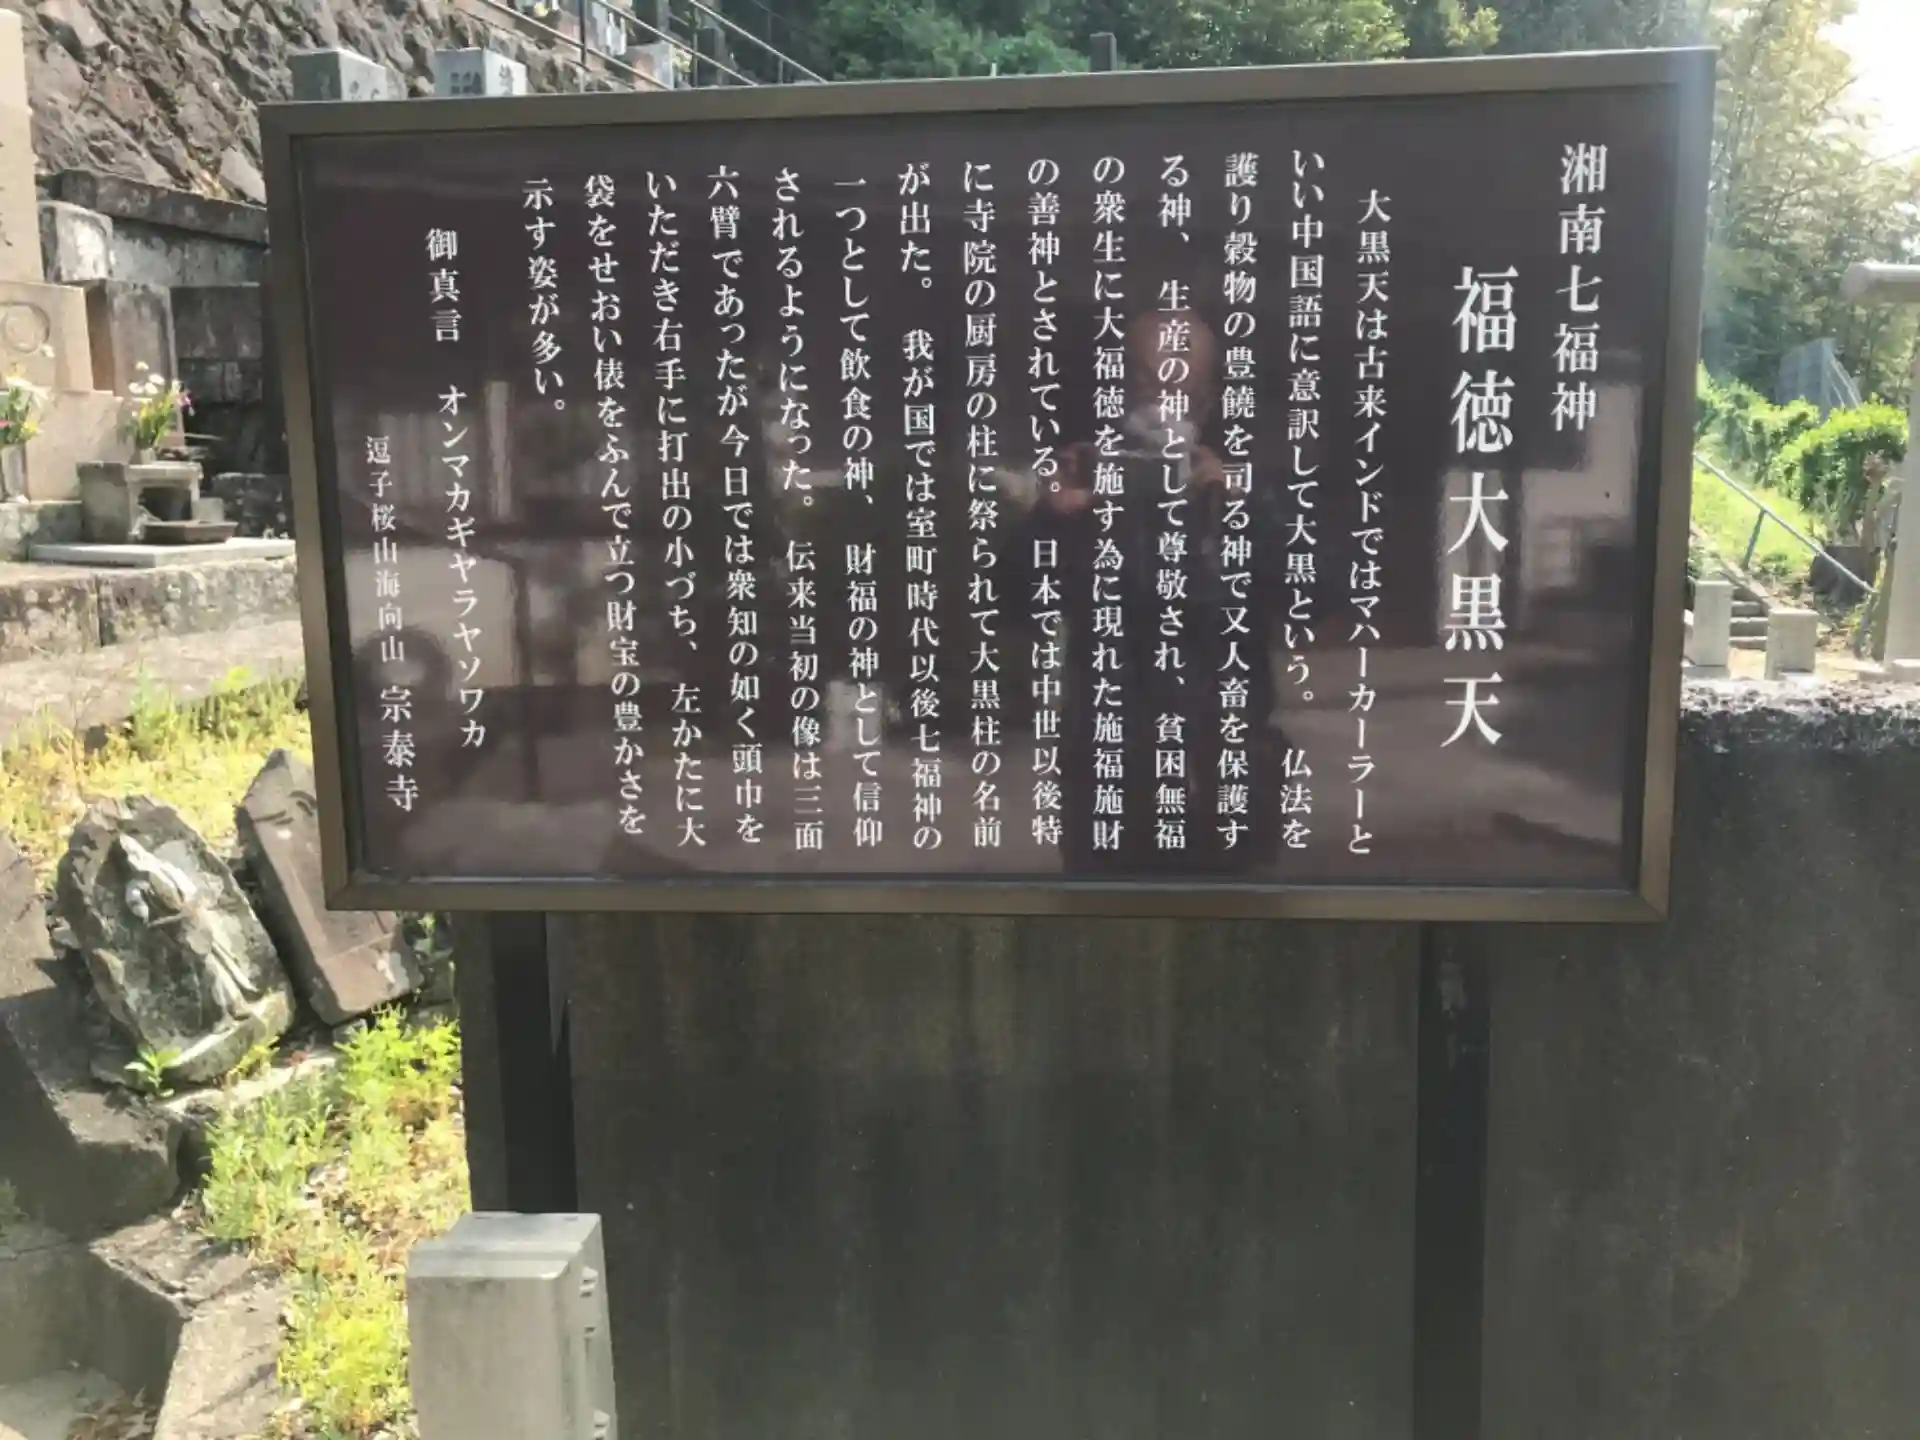 湘南七福神
福徳大黒天
大黒天は古来インドではマハーカーラーと
いい中国語に意訳して大黒という。 仏法を
護り穀物の豊饒を司る神で又人畜を保護す
る神、生産の神として尊敬され、貧困無福
の衆生に大福徳を施す為に現れた施福施財
の善神とされている。日本では中世以後特
に寺院の厨房の柱に祭られて大黒柱の名前
が出た。 我が国では室町時代以後七福神の
一つとして飲食の神、財福の神として信仰
されるようになった。伝来当初の像は三面
六臂であったが今日では衆知の如く頭巾を
いただき右手に打出の小づち、左かたに大
袋をせおい俵をふんで立つ財宝の豊かさを
示す姿が多い。
御真言 オンマカギャラヤソワカ
逗子桜山海向山 宗泰寺